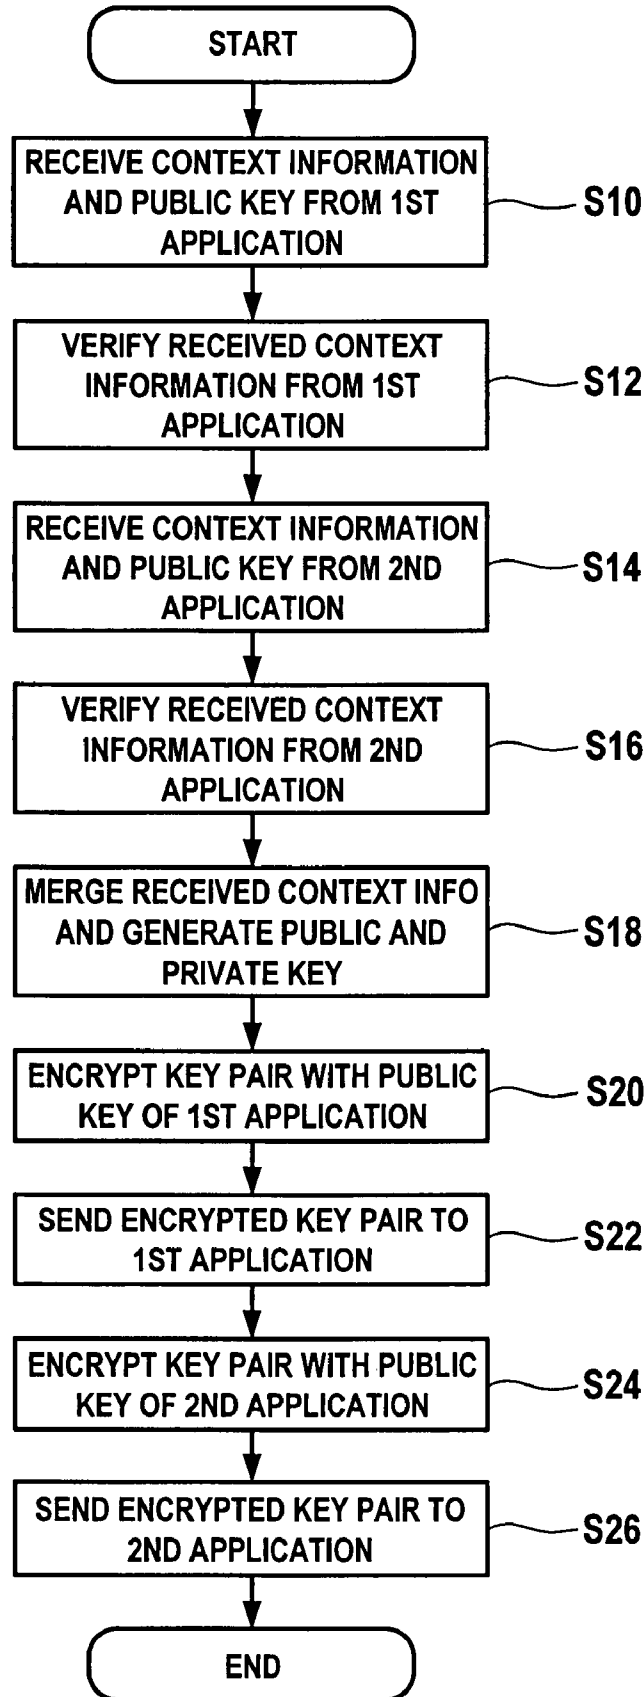 START
RECEIVE CONTEXT INFORMATION
AND PUBLIC KEY FROM 1ST
APPLICATION
S10
VERIFY RECEIVED CONTEXT
INFORMATION FROM 1ST
APPLICATION
S12
RECEIVE CONTEXT INFORMATION
AND PUBLIC KEY FROM 2ND
APPLICATION
S14
VERIFY RECEIVED CONTEXT
INFORMATION FROM 2ND
APPLICATION
S16
MERGE RECEIVED CONTEXT INFO
AND GENERATE PUBLIC AND
PRIVATE KEY
S18
ENCRYPT KEY PAIR WITH PUBLIC
KEY OF 1ST APPLICATION
S20
SEND ENCRYPTED KEY PAIR TO
1ST APPLICATION
S22
ENCRYPT KEY PAIR WITH PUBLIC
KEY OF 2ND APPLICATION
S24
SEND ENCRYPTED KEY PAIR TO
2ND APPLICATION
S26
END